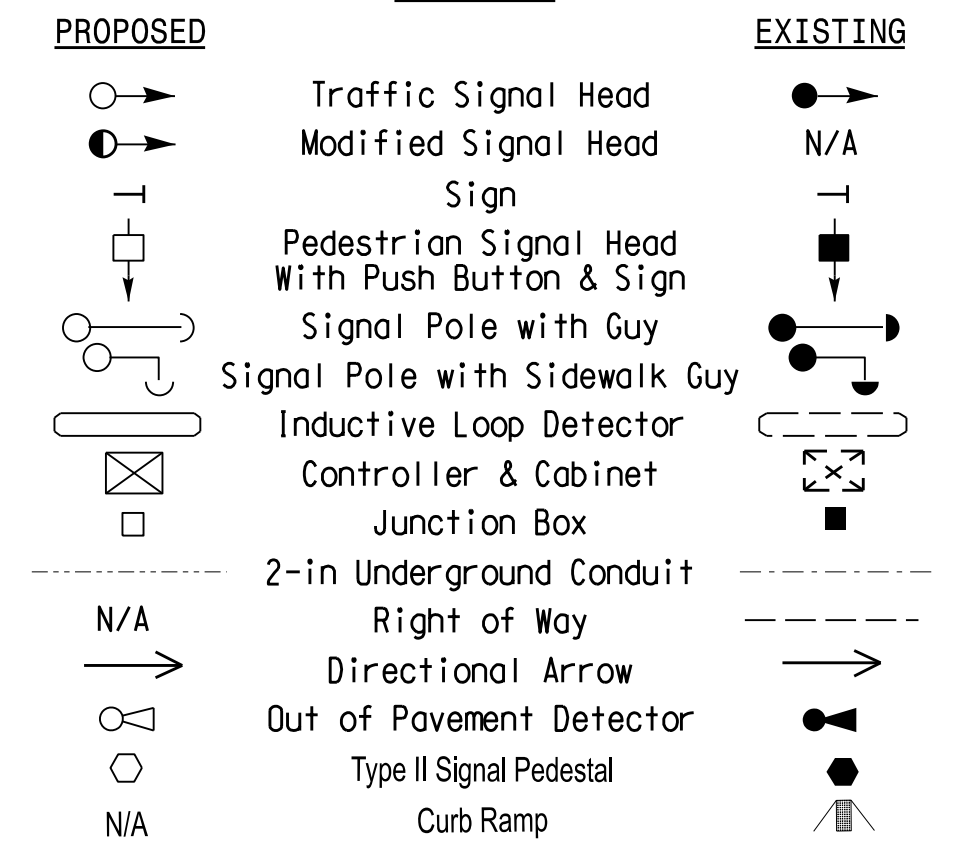 PROPOSED EXISTING
Traffic Signal Head
Modified Signal Head N/A
Sign
Pedestrian Signal Head
With Push Button & Sign
Signal Pole with Guy
Signal Pole with Sidewalk Guy
Inductive Loop Detector
Controller & Cabinet
Junction Box
2-in Underground Conduit
N/A Right of Way
Directional Arrow
Out of Pavement Detector
Type II Signal Pedestal
N/A Curb Ramp